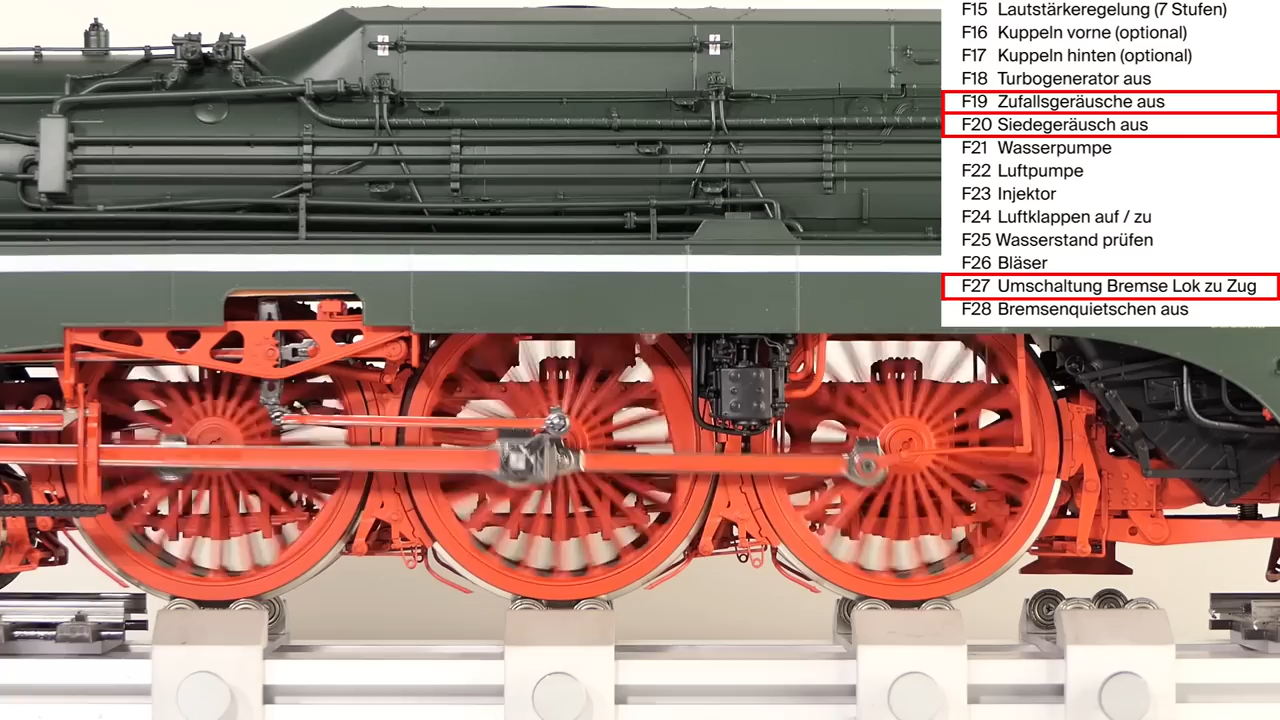 F15 Lautstärkeregelung (7 Stufen)
F16 Kuppeln vorne (optional)
F17 Kuppeln hinten (optional)
F18 Turbogenerator aus
F19 Zufallsgeräusche aus
F20 Siedegeräusch aus
F21 Wasserpumpe
F22 Luftpumpe
F23 Injektor
F24 Luftklappen auf / zu
F25 Wasserstand prüfen
F26 Bläser
F27 Umschaltung Bremse Lok zu Zug
F28 Bremsenquietschen aus